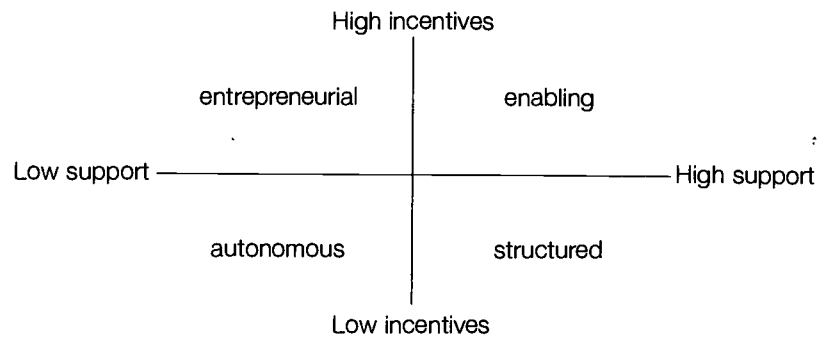 High incentives
entrepreneurial enabling
Low support High support
autonomous structured
Low incentives